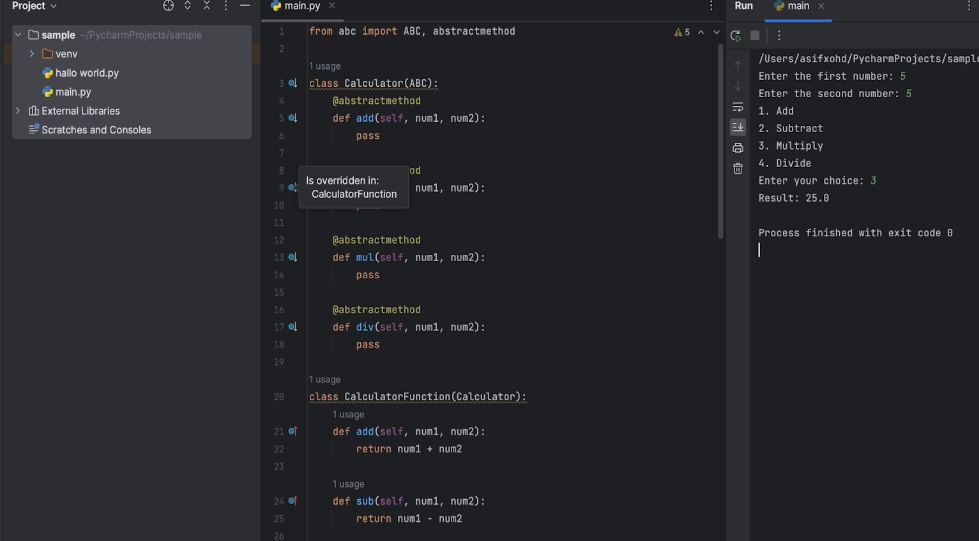 Project
sample ~/PycharmProjects/sample
venv
hallo world.py
main.py
External Libraries
Scratches and Consoles
main.py
5
1 from abc import ABC, abstractmethod
2
1 usage
3 class Calculator(ABC):
4 @abstractmethod
5 def add(self, num1, num2):
6 pass
7
8 od
Is overridden in:
CalculatorFunction
9 num1, num2):
10
11
12 @abstractmethod
13 def mul(self, num1, num2):
14 pass
15
16 @abstractmethod
17 def div(self, num1, num2):
18 pass
19
1 usage
20 class CalculatorFunction(Calculator):
1 usage
21 def add(self, num1, num2):
22 return num1 + num2
23
1 usage
24 def sub(self, num1, num2):
25 return num1 - num2
26
Run main
/Users/asifxohd/PycharmProjects/sample
Enter the first number: 5
Enter the second number: 5
1. Add
2. Subtract
3. Multiply
4. Divide
Enter your choice: 3
Result: 25.0
Process finished with exit code 0